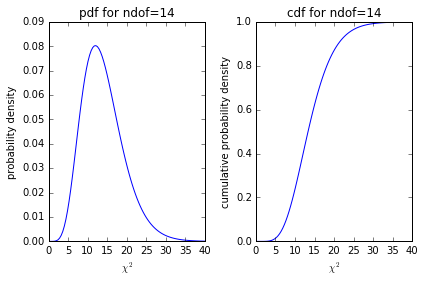 pdf for ndof=14
0.09
0.08
0.07
0.06
0.05
0.04
0.03
0.02
0.01
0.00
probability density
0 5 10 15 20 25 30 35 40
χ²
cdf for ndof=14
1.0
0.8
0.6
0.4
0.2
0.0
cumulative probability density
0 5 10 15 20 25 30 35 40
χ²